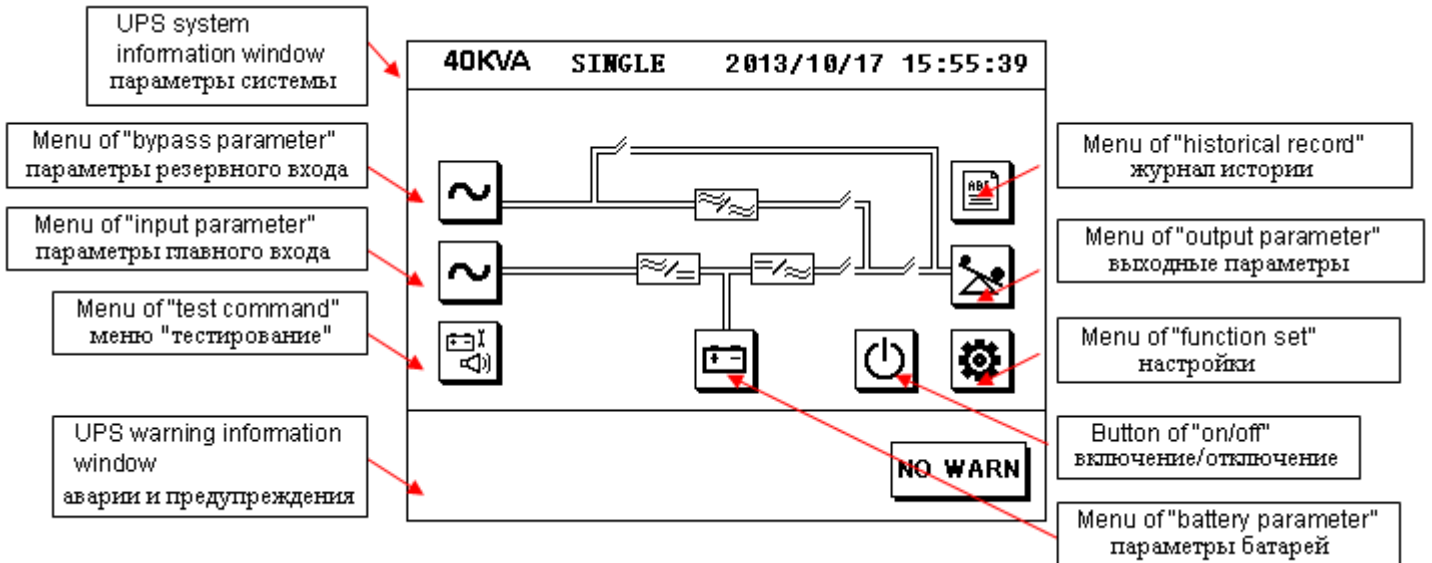 UPS system
information window
параметры системы
Menu of "bypass parameter"
параметры резервного входа
Menu of "input parameter"
параметры главного входа
Menu of "test command"
меню "тестирование"
UPS warning information
window
аварии и предупреждения
40KVA SINGLE 2013/10/17 15:55:39
ABC
NO WARN
Menu of "historical record"
журнал истории
Menu of "output parameter"
выходные параметры
Menu of "function set"
настройки
Button of "on/off"
включение/отключение
Menu of "battery parameter"
параметры батарей